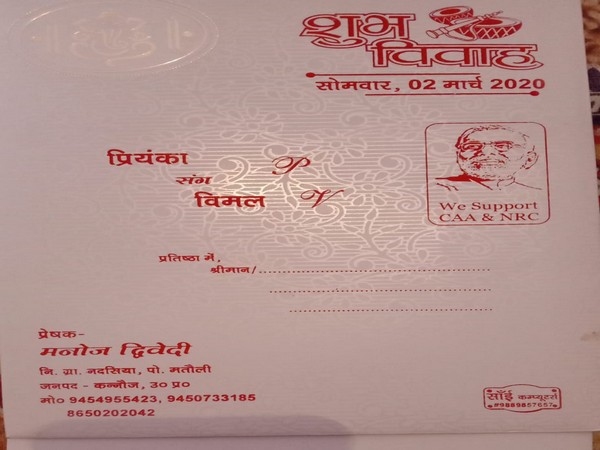 शुभ
विवाह
सोमवार, 02 मार्च 2020
प्रियंका P
संग
विमल V
We Support
CAA & NRC
प्रतिष्ठा में,
श्रीमान/
प्रेषक-
मनोज द्विवेदी
नि. ग्रा. नदसिया, पो. मतौली
जनपद - कन्नौज, उ० प्र०
मो० 9454955423, 9450733185
8650202042
साँई कम्प्यूटर्स
#9889857657